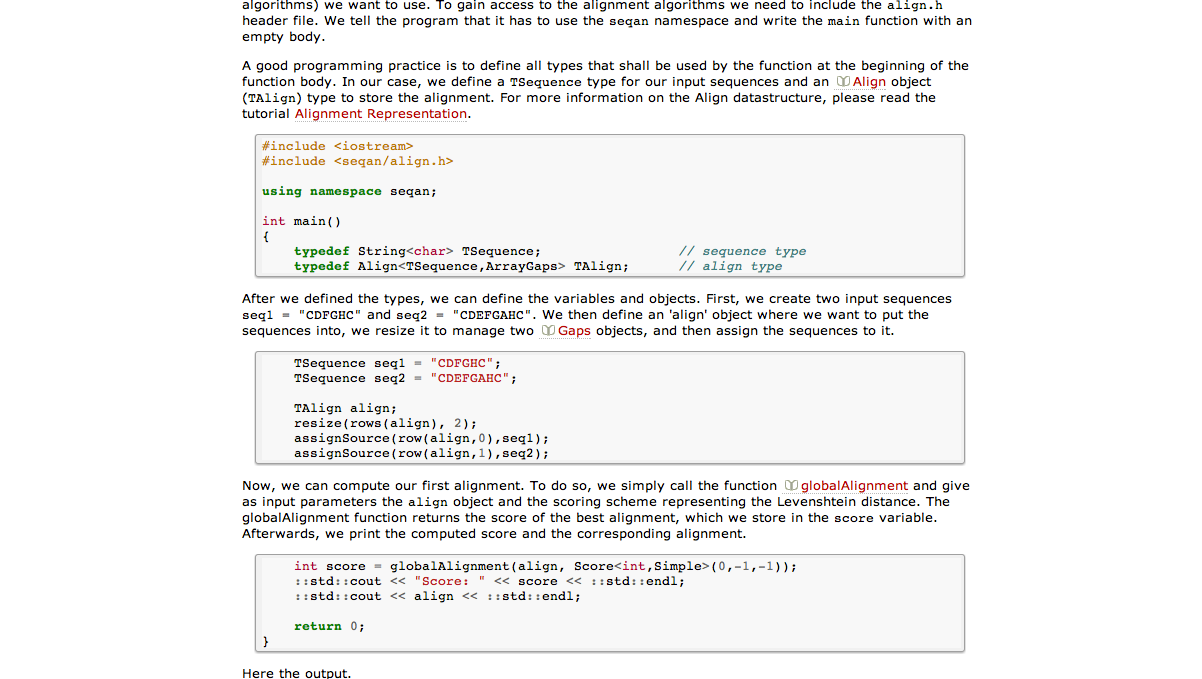 algorithms) we want to use. To gain access to the alignment algorithms we need to include the align.h
header file. We tell the program that it has to use the seqan namespace and write the main function with an
empty body.
A good programming practice is to define all types that shall be used by the function at the beginning of the
function body. In our case, we define a TSequence type for our input sequences and an Align object
(TAlign) type to store the alignment. For more information on the Align datastructure, please read the
tutorial Alignment Representation.
#include <iostream>
#include <seqan/align.h>
using namespace seqan;
int main()
{
typedef String<char> TSequence; // sequence type
typedef Align<TSequence,ArrayGaps> TAlign; // align type
After we defined the types, we can define the variables and objects. First, we create two input sequences
seq1 = "CDFGHC" and seq2 = "CDEFGAHC". We then define an 'align' object where we want to put the
sequences into, we resize it to manage two Gaps objects, and then assign the sequences to it.
TSequence seq1 = "CDFGHC";
TSequence seq2 = "CDEFGAHC";
TAlign align;
resize(rows(align), 2);
assignSource(row(align,0),seq1);
assignSource(row(align,1),seq2);
Now, we can compute our first alignment. To do so, we simply call the function globalAlignment and give
as input parameters the align object and the scoring scheme representing the Levenshtein distance. The
globalAlignment function returns the score of the best alignment, which we store in the score variable.
Afterwards, we print the computed score and the corresponding alignment.
int score = globalAlignment(align, Score<int,Simple>(0,-1,-1));
::std::cout << "Score: " << score << ::std::endl;
::std::cout << align << ::std::endl;
return 0;
}
Here the output.